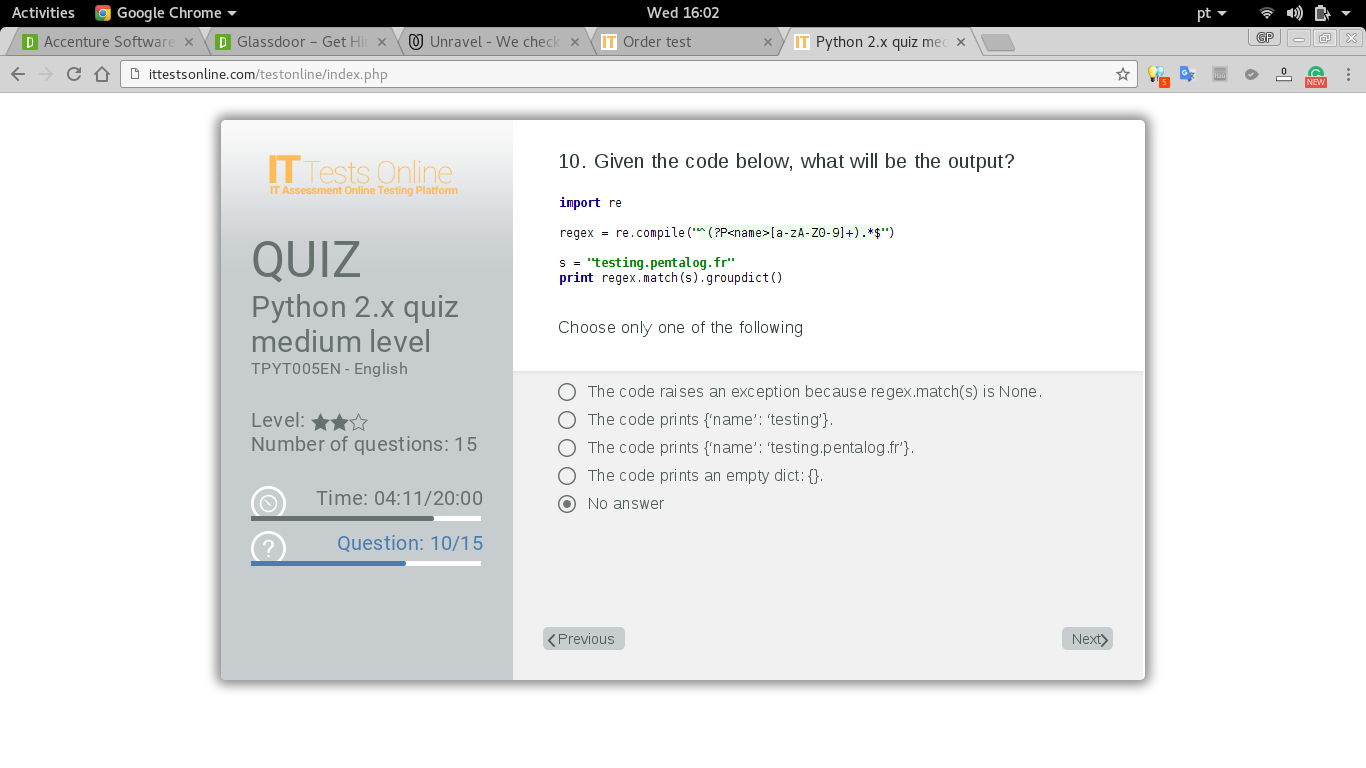 Activities Google Chrome Wed 16:02 pt
Accenture Software Glassdoor – Get Hi Unravel - We check Order test Python 2.x quiz med GP
ittestsonline.com/testonline/index.php 5 0 NEW
IT Tests Online
IT Assessment Online Testing Platform
QUIZ
Python 2.x quiz
medium level
TPYT005EN - English
Level:
Number of questions: 15
Time: 04:11/20:00
Question: 10/15
10. Given the code below, what will be the output?
import re
regex = re.compile("^(?P<name>[a-zA-Z0-9]+).*$")
s = "testing.pentalog.fr"
print regex.match(s).groupdict()
Choose only one of the following
The code raises an exception because regex.match(s) is None.
The code prints {‘name’: ‘testing’}.
The code prints {‘name’: ‘testing.pentalog.fr’}.
The code prints an empty dict: {}.
No answer
Previous
Next